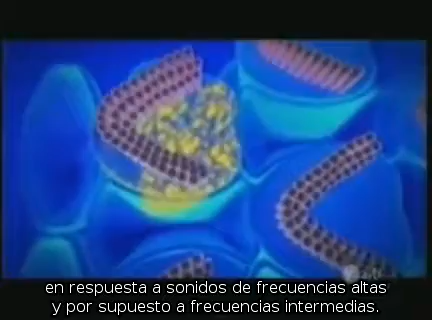 en respuesta a sonidos de frecuencias altas
y por supuesto a frecuencias intermedias.